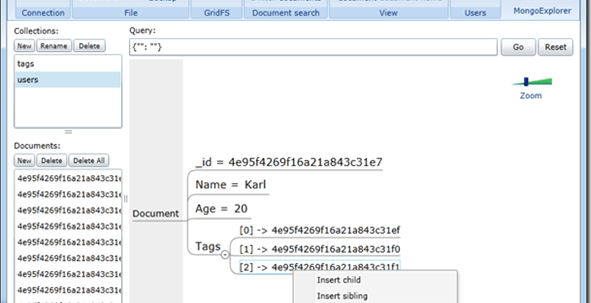 Connection File GridFS Document search View Users MongoExplorer
Collections:
New Rename Delete
tags
users
Query:
{"": ""}
Go Reset
Zoom
Documents:
New Delete Delete All
4e95f4269f16a21a843c31e
4e95f4269f16a21a843c31e
4e95f4269f16a21a843c31e
4e95f4269f16a21a843c31e
4e95f4269f16a21a843c31e
4e95f4269f16a21a843c31e
4e95f4269f16a21a843c31e
4e95f4269f16a21a843c31e
Document
_id = 4e95f4269f16a21a843c31e7
Name = Karl
Age = 20
Tags
[0] -> 4e95f4269f16a21a843c31ef
[1] -> 4e95f4269f16a21a843c31f0
[2] -> 4e95f4269f16a21a843c31f1
Insert child
Insert sibling